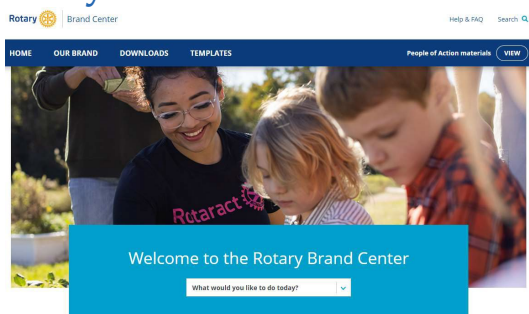 Rotary Brand Center
Help & FAQ Search
HOME OUR BRAND DOWNLOADS TEMPLATES
People of Action materials VIEW
Rotaract
Welcome to the Rotary Brand Center
What would you like to do today?